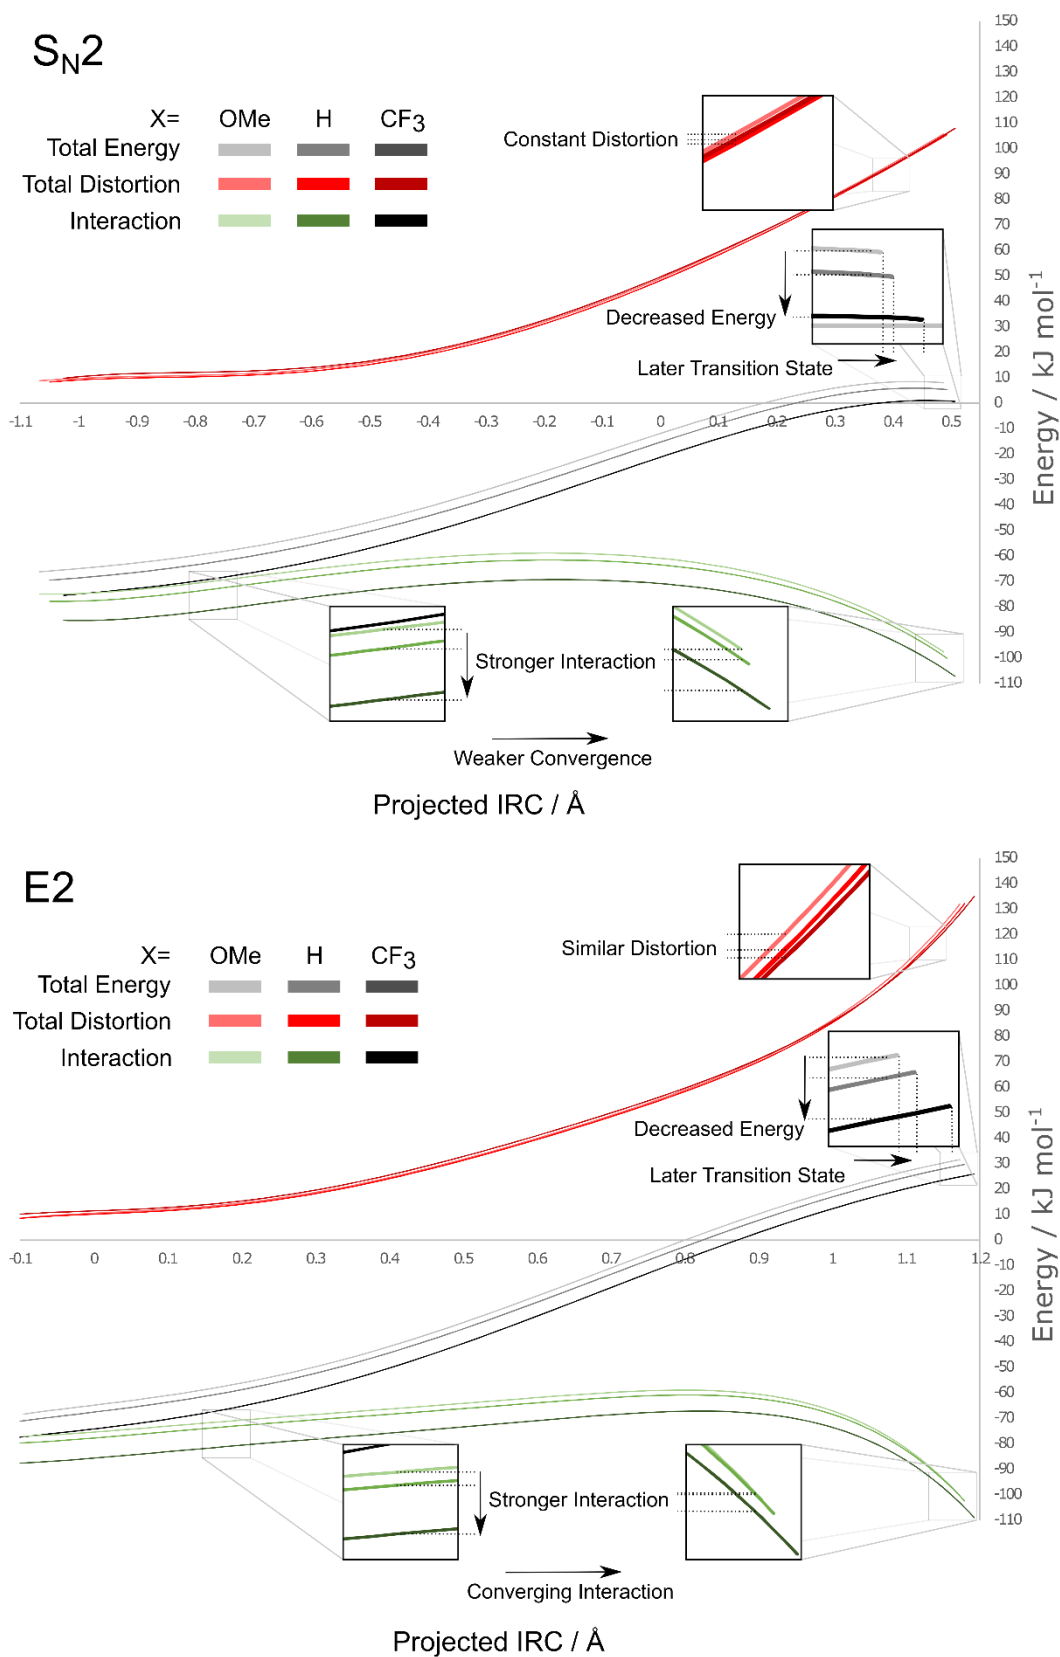 S_N2
X= OMe H CF3
Total Energy
Total Distortion
Interaction
Constant Distortion
Decreased Energy
Later Transition State
Stronger Interaction
Weaker Convergence
Projected IRC / Å
-1.1 -1 -0.9 -0.8 -0.7 -0.6 -0.5 -0.4 -0.3 -0.2 -0.1 0 0.1 0.2 0.3 0.4 0.5
150
140
130
120
110
100
90
80
70
60
50
40
30
20
10
0
-10
-20
-30
-40
-50
-60
-70
-80
-90
-100
-110
Energy / kJ mol-1
E2
X= OMe H CF3
Total Energy
Total Distortion
Interaction
Similar Distortion
Decreased Energy
Later Transition State
Stronger Interaction
Converging Interaction
Projected IRC / Å
-0.1 0 0.1 0.2 0.3 0.4 0.5 0.6 0.7 0.8 0.9 1 1.1 1.2
150
140
130
120
110
100
90
80
70
60
50
40
30
20
10
0
-10
-20
-30
-40
-50
-60
-70
-80
-90
-100
-110
Energy / kJ mol-1